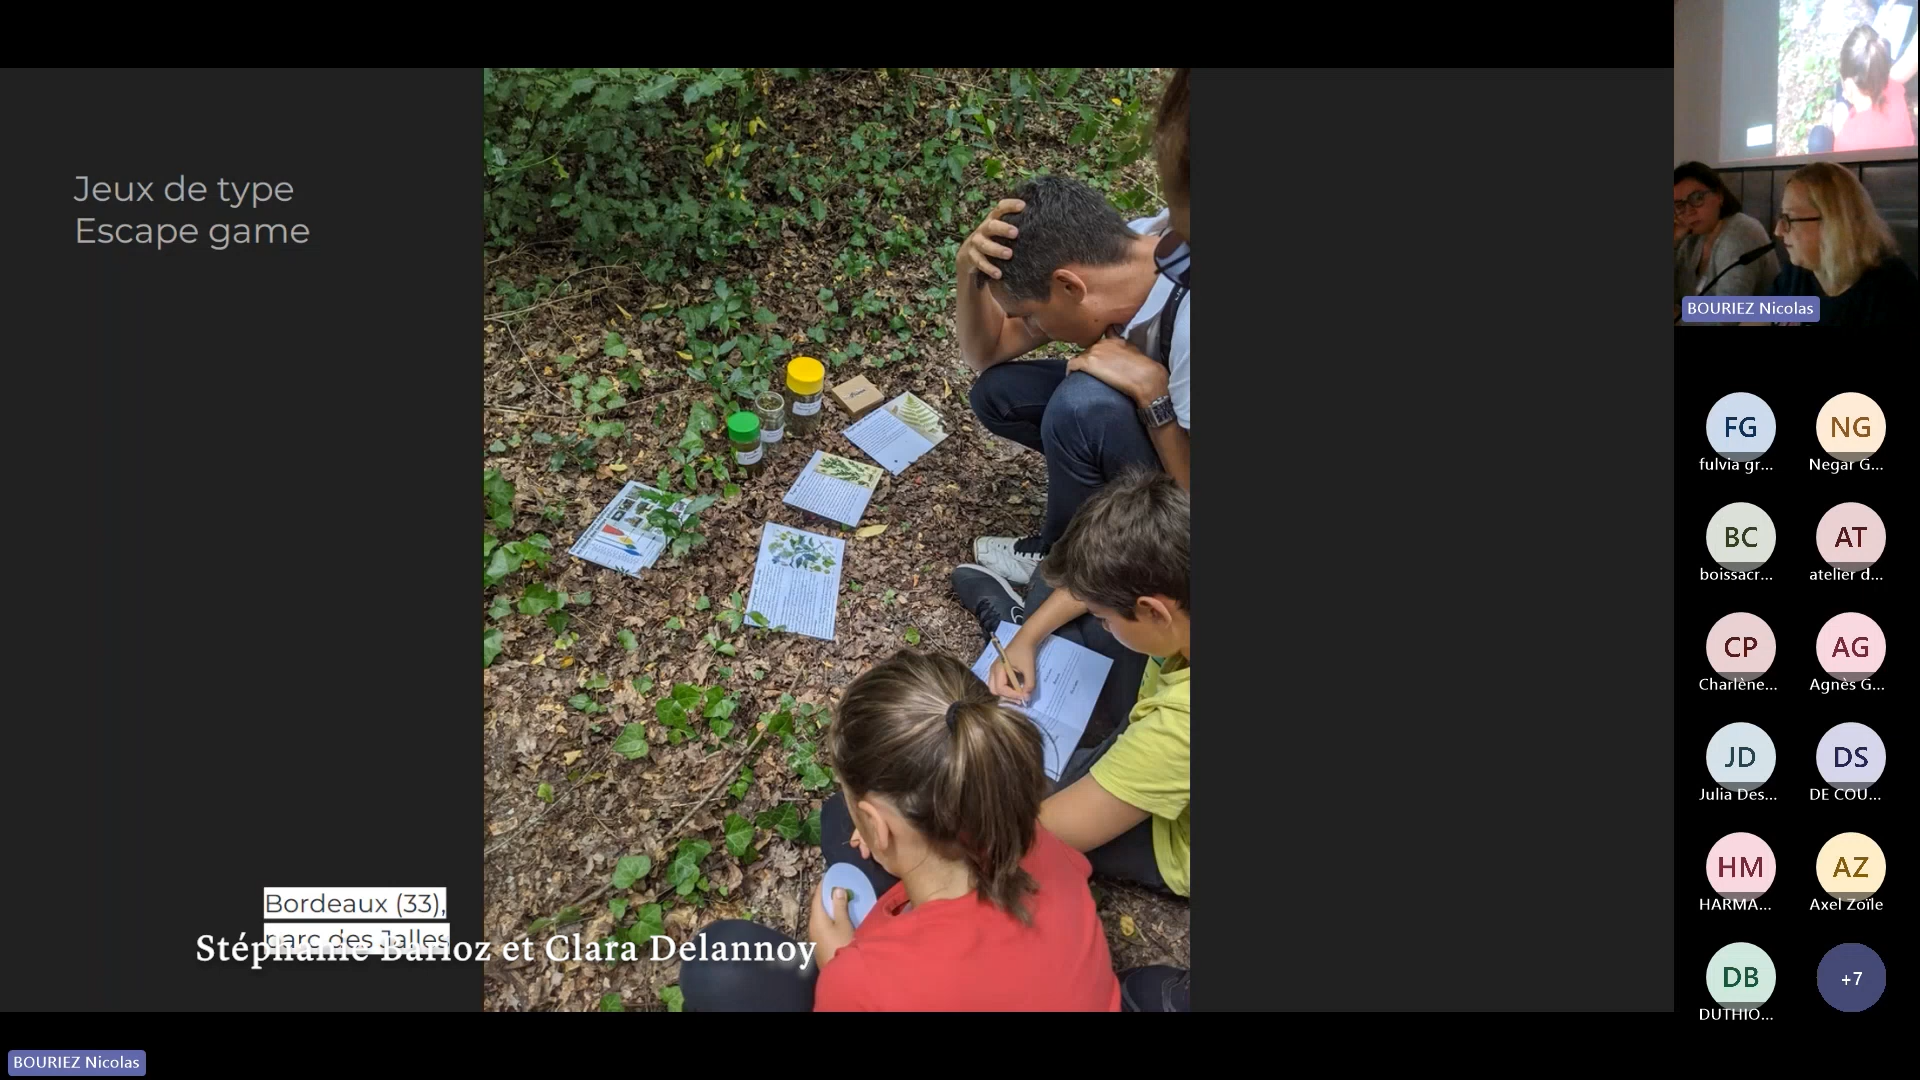 Jeux de type
Escape game
Bordeaux (33),
parc des Jalles
Stéphanie Barioz et Clara Delannoy
BOURIEZ Nicolas
BOURIEZ Nicolas
FG
fulvia gr...
NG
Negar G...
BC
boissacr...
AT
atelier d...
CP
Charlène...
AG
Agnès G...
JD
Julia Des...
DS
DE COU...
HM
HARMA...
AZ
Axel Zoïle
DB
DUTHIO...
+7